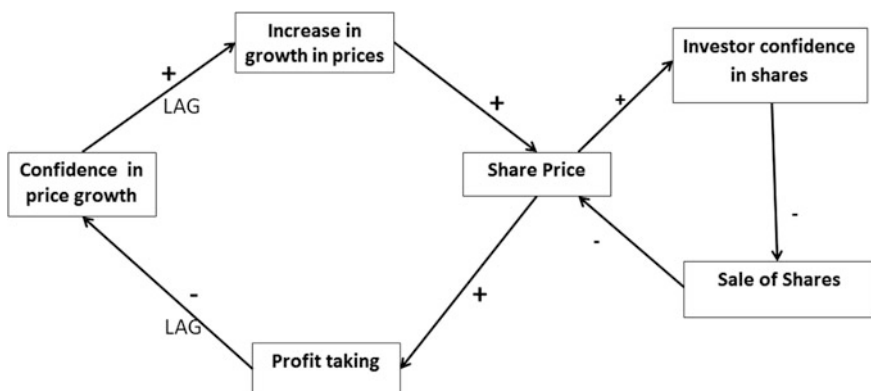 Increase in
growth in prices
Investor confidence
in shares
+
LAG
+
+
Confidence in
price growth
Share Price
-
-
Sale of Shares
-
LAG
+
Profit taking